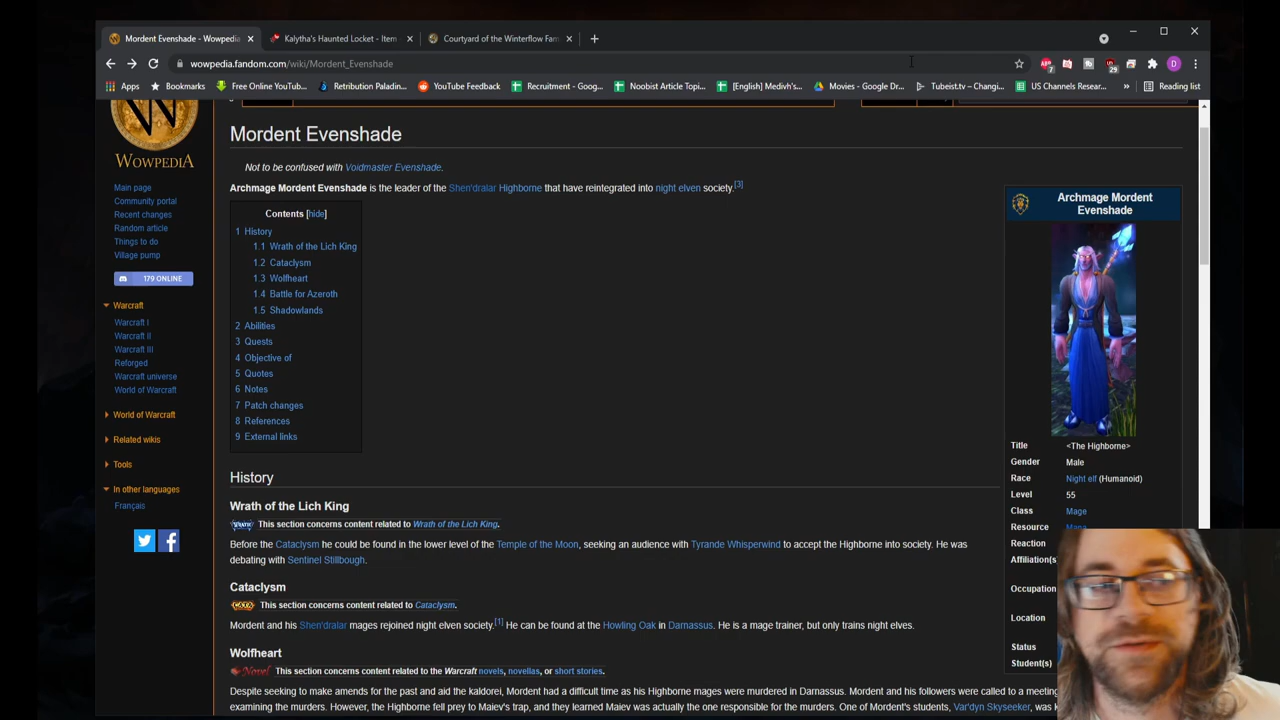 Mordent Evenshade - Wowpedia
Kalytha's Haunted Locket - Item
Courtyard of the Winterflow Fam
wowpedia.fandom.com/wiki/Mordent_Evenshade
Apps
Bookmarks
Free Online YouTub...
Retribution Paladin...
YouTube Feedback
Recruitment - Goog...
Noobist Article Topi...
[English] Medivh's...
Movies - Google Dr...
Tubeist.tv – Changi...
US Channels Resear...
Reading list
WOWPEDIA
Main page
Community portal
Recent changes
Random article
Things to do
Village pump
179 ONLINE
Warcraft
Warcraft I
Warcraft II
Warcraft III
Reforged
Warcraft universe
World of Warcraft
World of Warcraft
Related wikis
Tools
In other languages
Français
Mordent Evenshade
Not to be confused with Voidmaster Evenshade.
Archmage Mordent Evenshade is the leader of the Shen'dralar Highborne that have reintegrated into night elven society.[3]
Contents [hide]
1 History
1.1 Wrath of the Lich King
1.2 Cataclysm
1.3 Wolfheart
1.4 Battle for Azeroth
1.5 Shadowlands
2 Abilities
3 Quests
4 Objective of
5 Quotes
6 Notes
7 Patch changes
8 References
9 External links
History
Wrath of the Lich King
This section concerns content related to Wrath of the Lich King.
Before the Cataclysm he could be found in the lower level of the Temple of the Moon, seeking an audience with Tyrande Whisperwind to accept the Highborne into society. He was
debating with Sentinel Stillbough.
Cataclysm
CATA This section concerns content related to Cataclysm.
Mordent and his Shen'dralar mages rejoined night elven society.[1] He can be found at the Howling Oak in Darnassus. He is a mage trainer, but only trains night elves.
Wolfheart
Novel This section concerns content related to the Warcraft novels, novellas, or short stories.
Despite seeking to make amends for the past and aid the kaldorei, Mordent had a difficult time as his Highborne mages were murdered in Darnassus. Mordent and his followers were called to a meeting
examining the murders. However, the Highborne fell prey to Maiev's trap, and they learned Maiev was actually the one responsible for the murders. One of Mordent's students, Var'dyn Skyseeker, was k
Archmage Mordent
Evenshade
Title <The Highborne>
Gender Male
Race Night elf (Humanoid)
Level 55
Class Mage
Resource Mana
Reaction
Affiliation(s)
Occupation
Location
Status
Student(s)